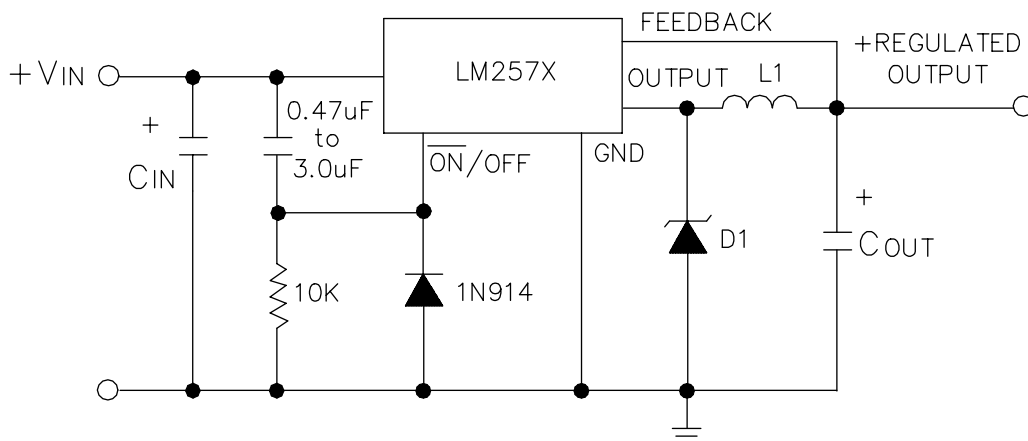 FEEDBACK
+REGULATED
OUTPUT
+VIN
LM257X
OUTPUT
L1
+
0.47uF
to
3.0uF
CIN
ON/OFF
GND
+
D1
COUT
10K
1N914